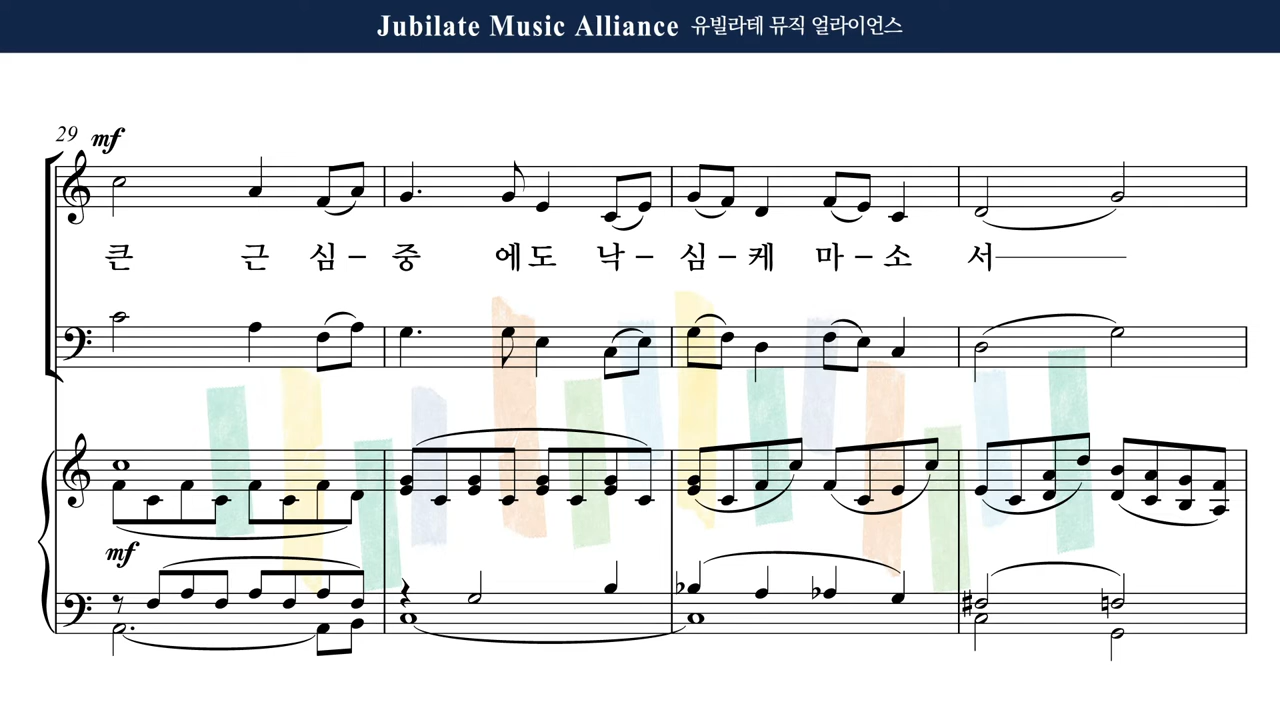 Jubilate Music Alliance 유빌라테 뮤직 얼라이언스
29 mf
큰 근 심 – 중 에 도 낙 – 심 – 케 마 – 소 서
mf